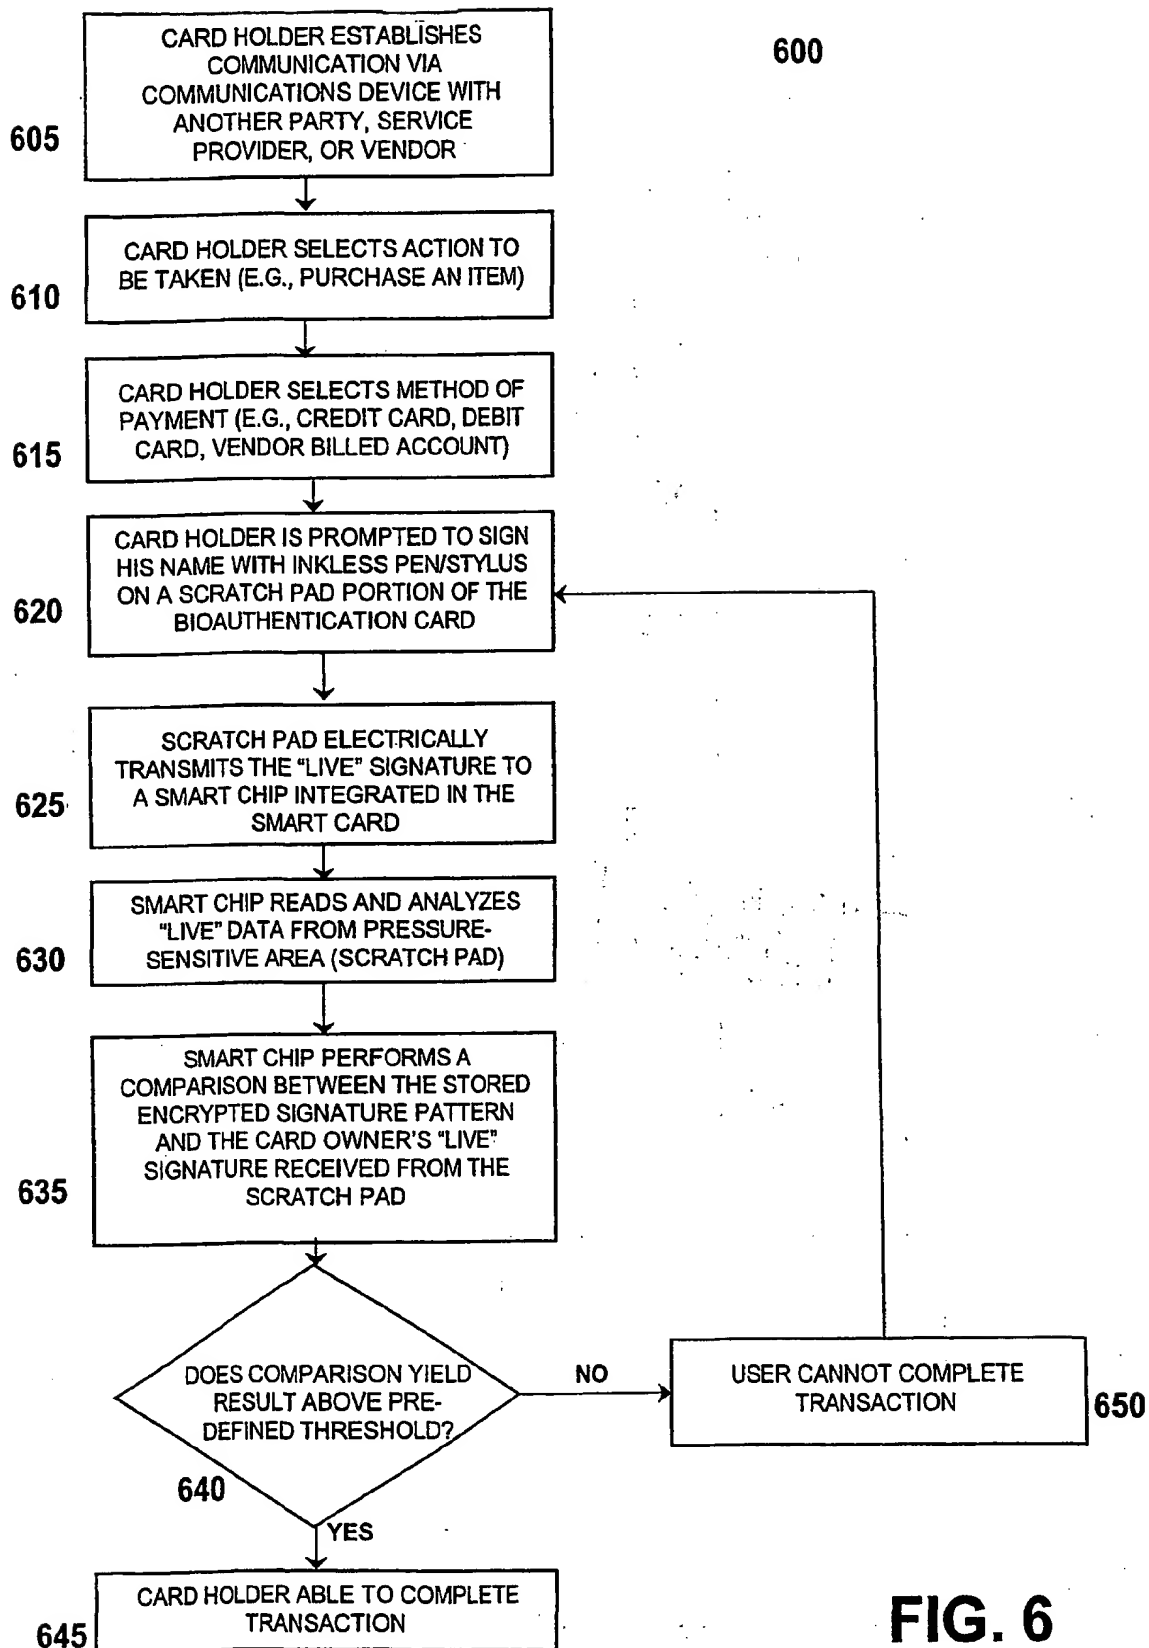 CARD HOLDER ESTABLISHES
COMMUNICATION VIA
COMMUNICATIONS DEVICE WITH
ANOTHER PARTY, SERVICE
PROVIDER, OR VENDOR
600
605
CARD HOLDER SELECTS ACTION TO
BE TAKEN (E.G., PURCHASE AN ITEM)
610
CARD HOLDER SELECTS METHOD OF
PAYMENT (E.G., CREDIT CARD, DEBIT
CARD, VENDOR BILLED ACCOUNT)
615
CARD HOLDER IS PROMPTED TO SIGN
HIS NAME WITH INKLESS PEN/STYLUS
ON A SCRATCH PAD PORTION OF THE
BIOAUTHENTICATION CARD
620
SCRATCH PAD ELECTRICALLY
TRANSMITS THE "LIVE" SIGNATURE TO
A SMART CHIP INTEGRATED IN THE
SMART CARD
625
SMART CHIP READS AND ANALYZES
"LIVE" DATA FROM PRESSURE-
SENSITIVE AREA (SCRATCH PAD)
630
SMART CHIP PERFORMS A
COMPARISON BETWEEN THE STORED
ENCRYPTED SIGNATURE PATTERN
AND THE CARD OWNER'S "LIVE"
SIGNATURE RECEIVED FROM THE
SCRATCH PAD
635
DOES COMPARISON YIELD
RESULT ABOVE PRE-
DEFINED THRESHOLD?
640
NO
USER CANNOT COMPLETE
TRANSACTION
650
YES
CARD HOLDER ABLE TO COMPLETE
TRANSACTION
645
FIG. 6